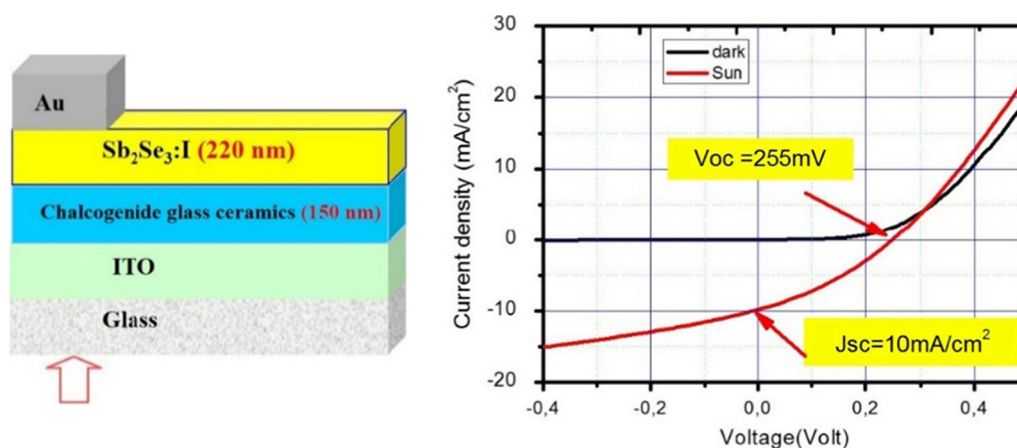 Au
Sb₂Se₃:I (220 nm)
Chalcogenide glass ceramics (150 nm)
ITO
Glass
Current density (mA/cm²)
30
20
10
0
-10
-20
dark
Sun
Voc =255mV
Jsc=10mA/cm²
-0,4
-0,2
0,0
0,2
0,4
Voltage(Volt)